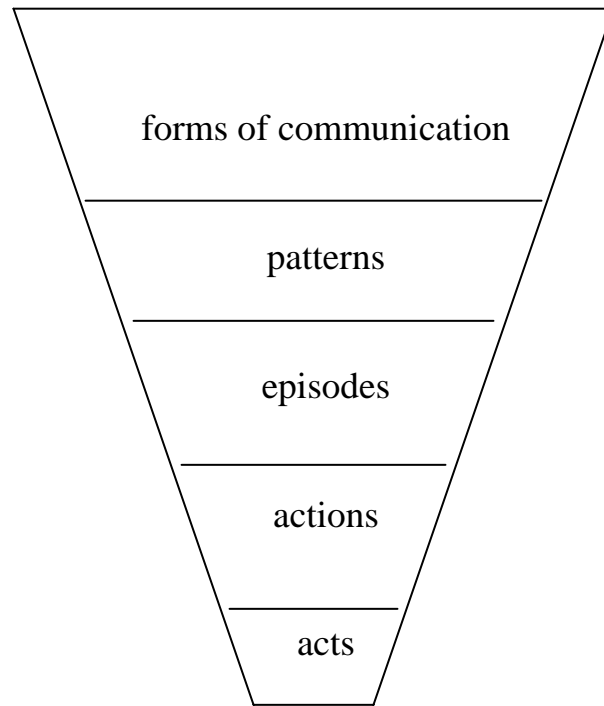 forms of communication
patterns
episodes
actions
acts